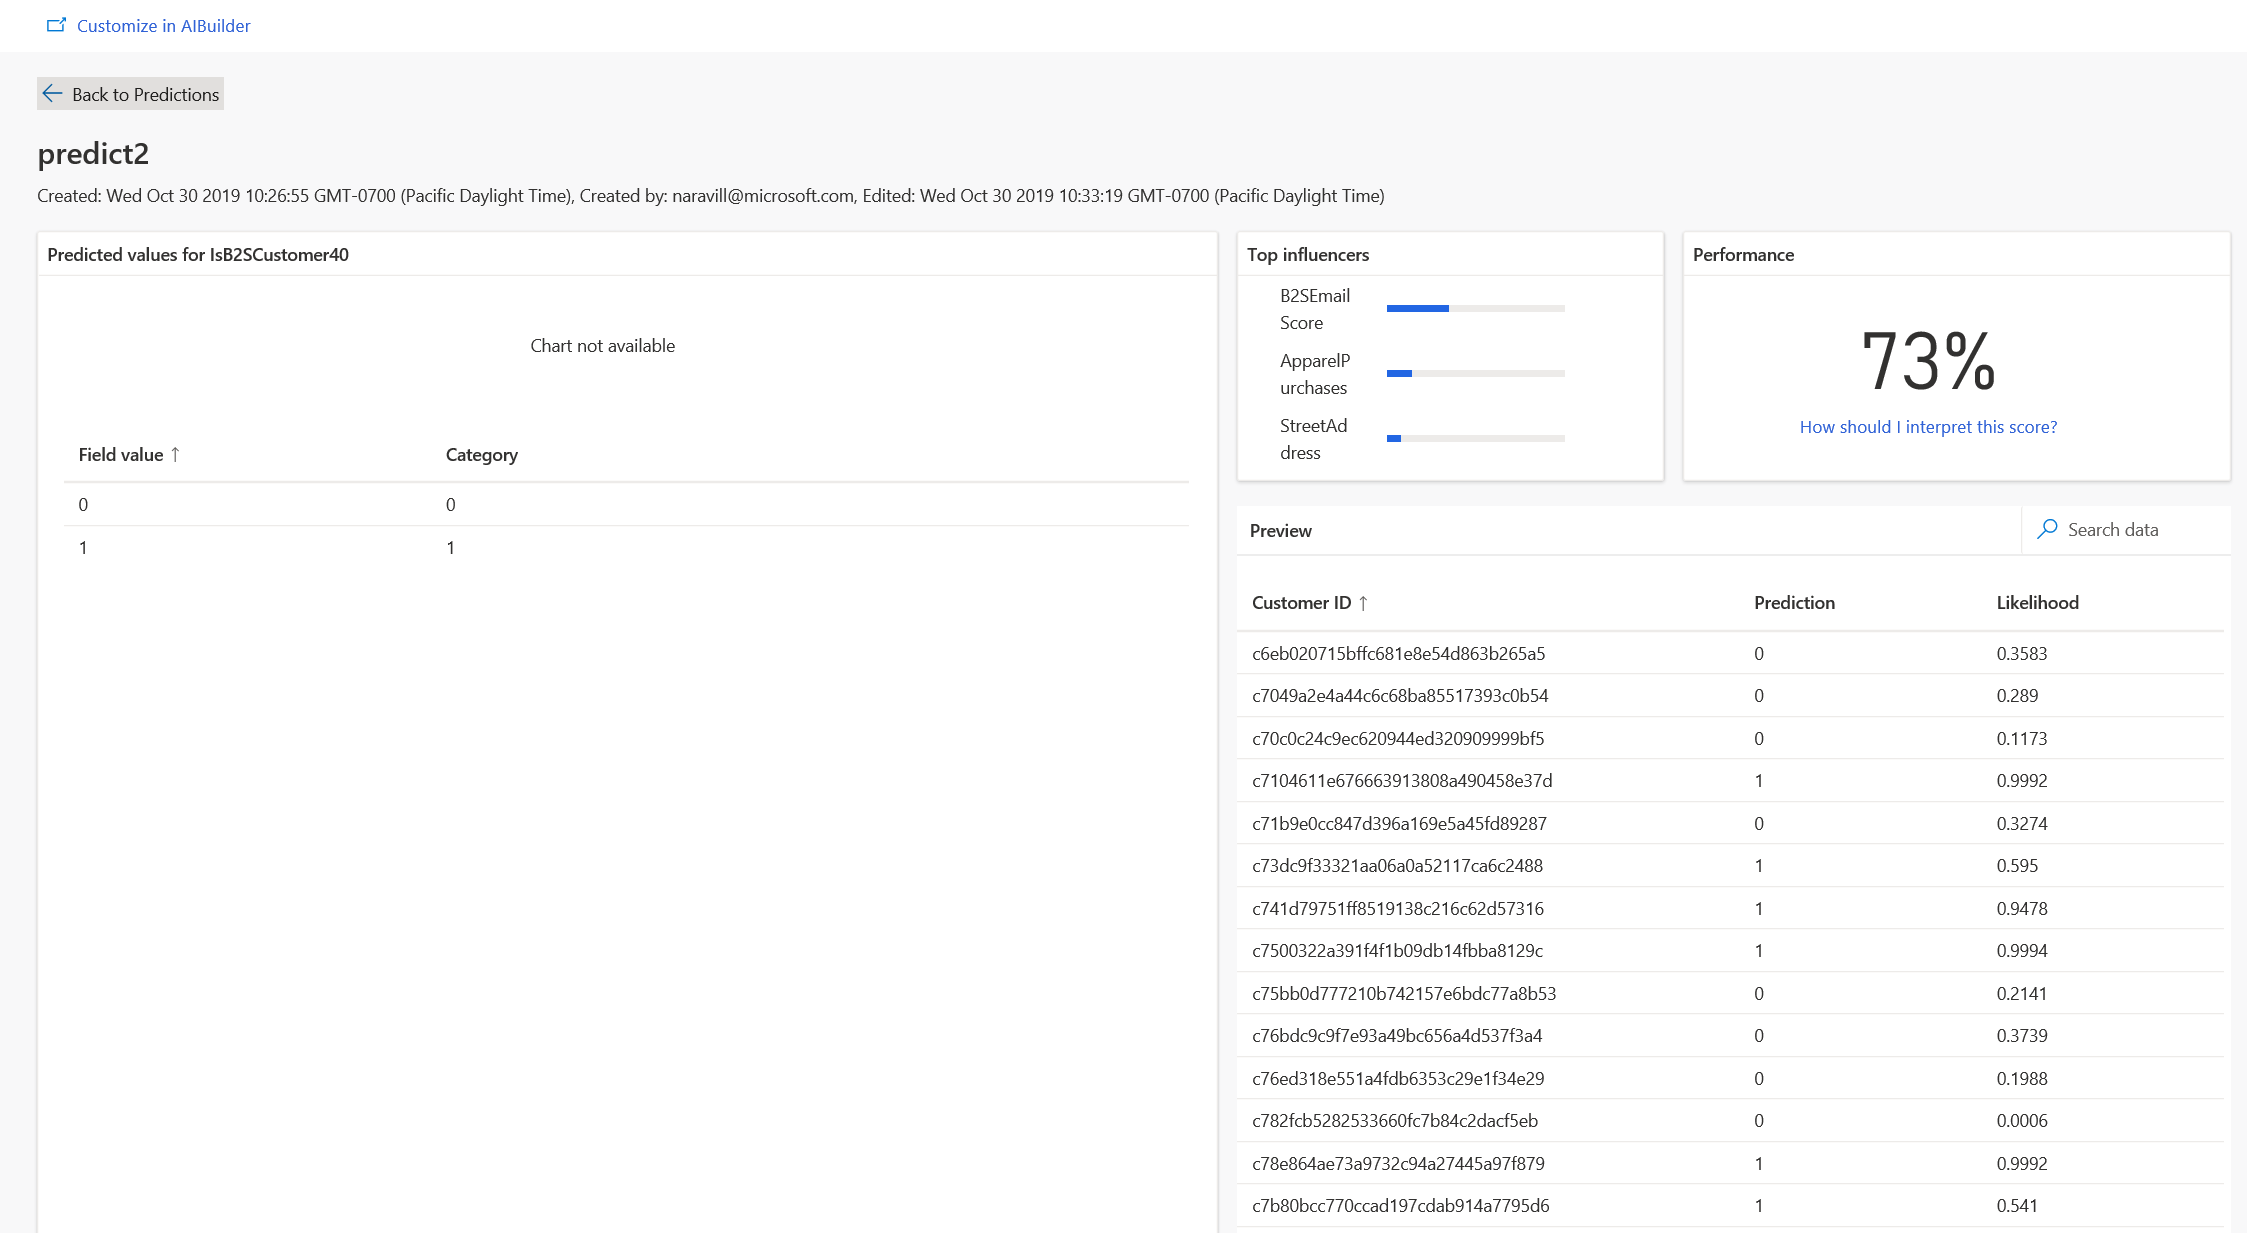 Customize in AIBuilder
Back to Predictions
predict2
Created: Wed Oct 30 2019 10:26:55 GMT-0700 (Pacific Daylight Time), Created by: naravill@microsoft.com, Edited: Wed Oct 30 2019 10:33:19 GMT-0700 (Pacific Daylight Time)
Predicted values for IsB2SCustomer40
Chart not available
Field value ↑ Category
0 0
1 1
Top influencers
B2SEmail
Score
ApparelP
urchases
StreetAd
dress
Performance
73%
How should I interpret this score?
Preview
Search data
Customer ID ↑ Prediction Likelihood
c6eb020715bffc681e8e54d863b265a5 0 0.3583
c7049a2e4a44c6c68ba85517393c0b54 0 0.289
c70c0c24c9ec620944ed320909999bf5 0 0.1173
c7104611e676663913808a490458e37d 1 0.9992
c71b9e0cc847d396a169e5a45fd89287 0 0.3274
c73dc9f33321aa06a0a52117ca6c2488 1 0.595
c741d79751ff8519138c216c62d57316 1 0.9478
c7500322a391f4f1b09db14fbba8129c 1 0.9994
c75bb0d777210b742157e6bdc77a8b53 0 0.2141
c76bdc9c9f7e93a49bc656a4d537f3a4 0 0.3739
c76ed318e551a4fdb6353c29e1f34e29 0 0.1988
c782fcb5282533660fc7b84c2dacf5eb 0 0.0006
c78e864ae73a9732c94a27445a97f879 1 0.9992
c7b80bcc770ccad197cdab914a7795d6 1 0.541